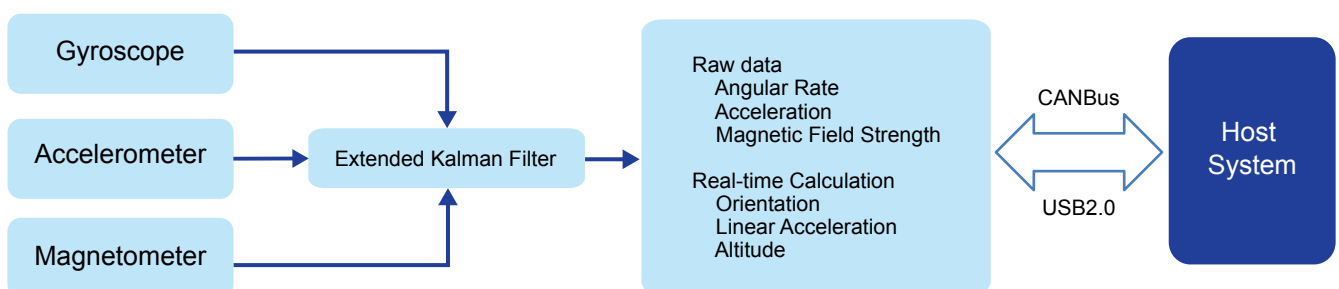 Gyroscope
Accelerometer
Magnetometer
Extended Kalman Filter
Raw data
Angular Rate
Acceleration
Magnetic Field Strength
Real-time Calculation
Orientation
Linear Acceleration
Altitude
CANBus
USB2.0
Host
System